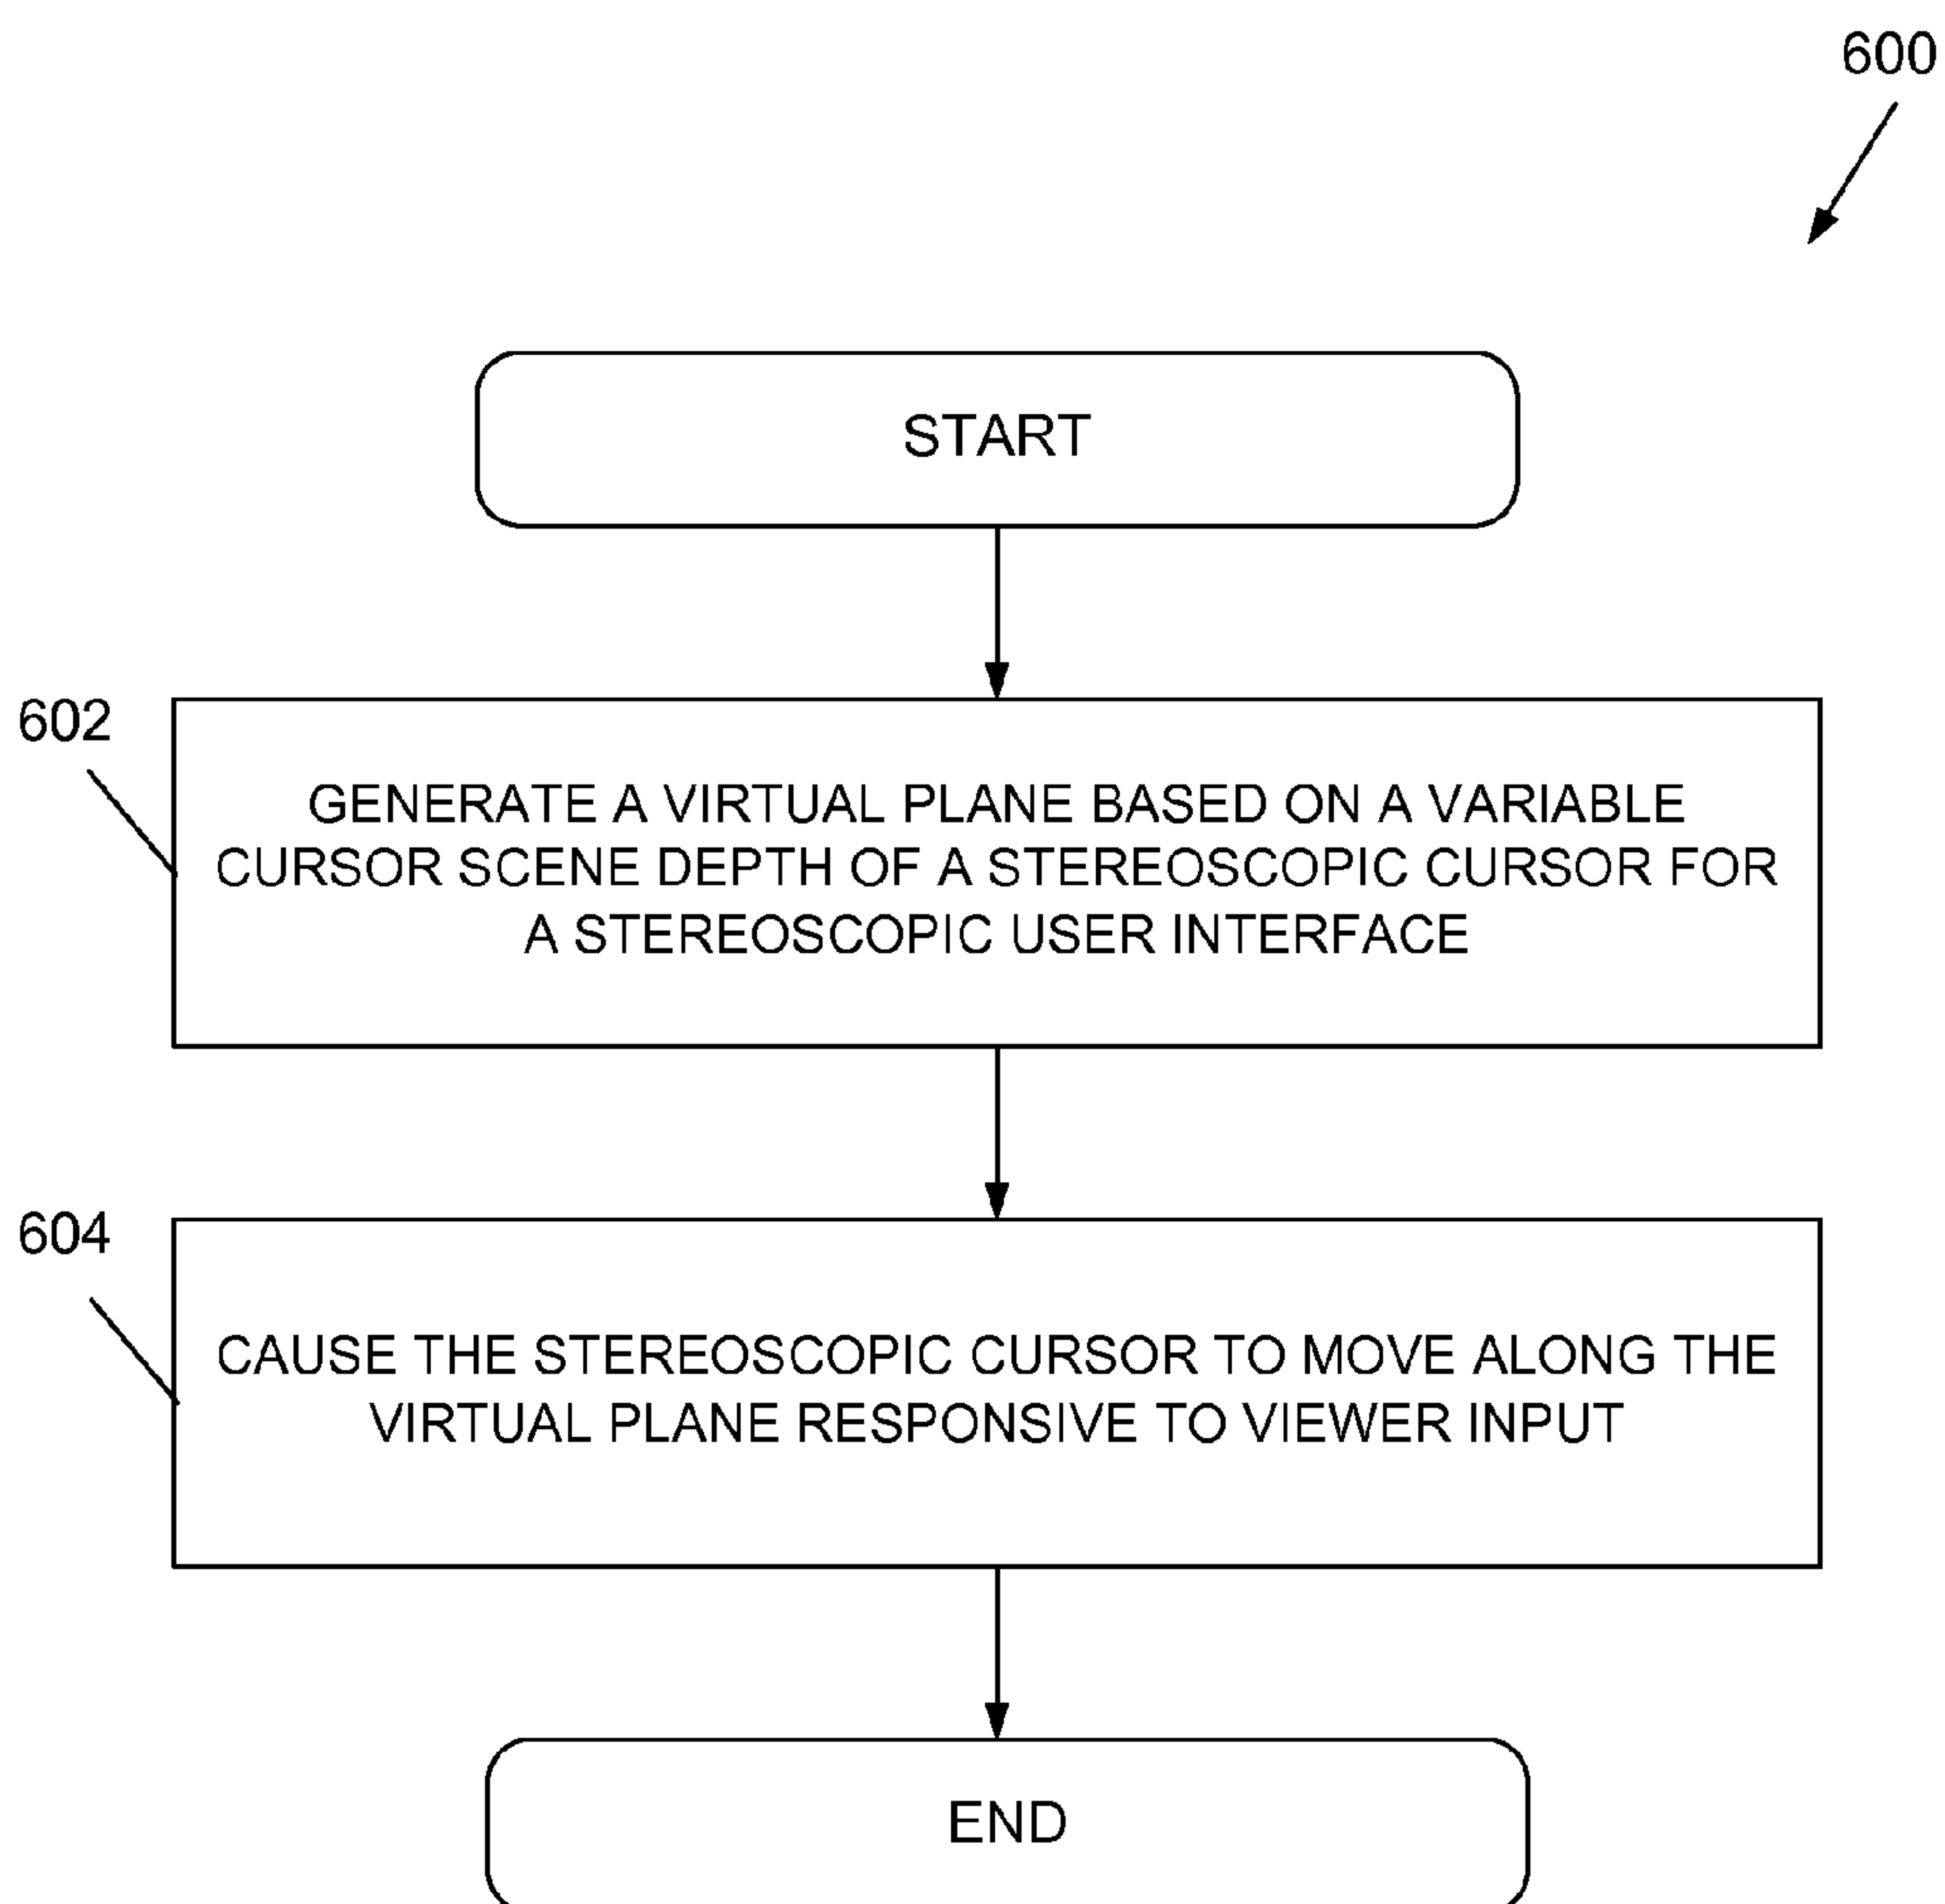 600
START
602
GENERATE A VIRTUAL PLANE BASED ON A VARIABLE
CURSOR SCENE DEPTH OF A STEREOSCOPIC CURSOR FOR
A STEREOSCOPIC USER INTERFACE
604
CAUSE THE STEREOSCOPIC CURSOR TO MOVE ALONG THE
VIRTUAL PLANE RESPONSIVE TO VIEWER INPUT
END